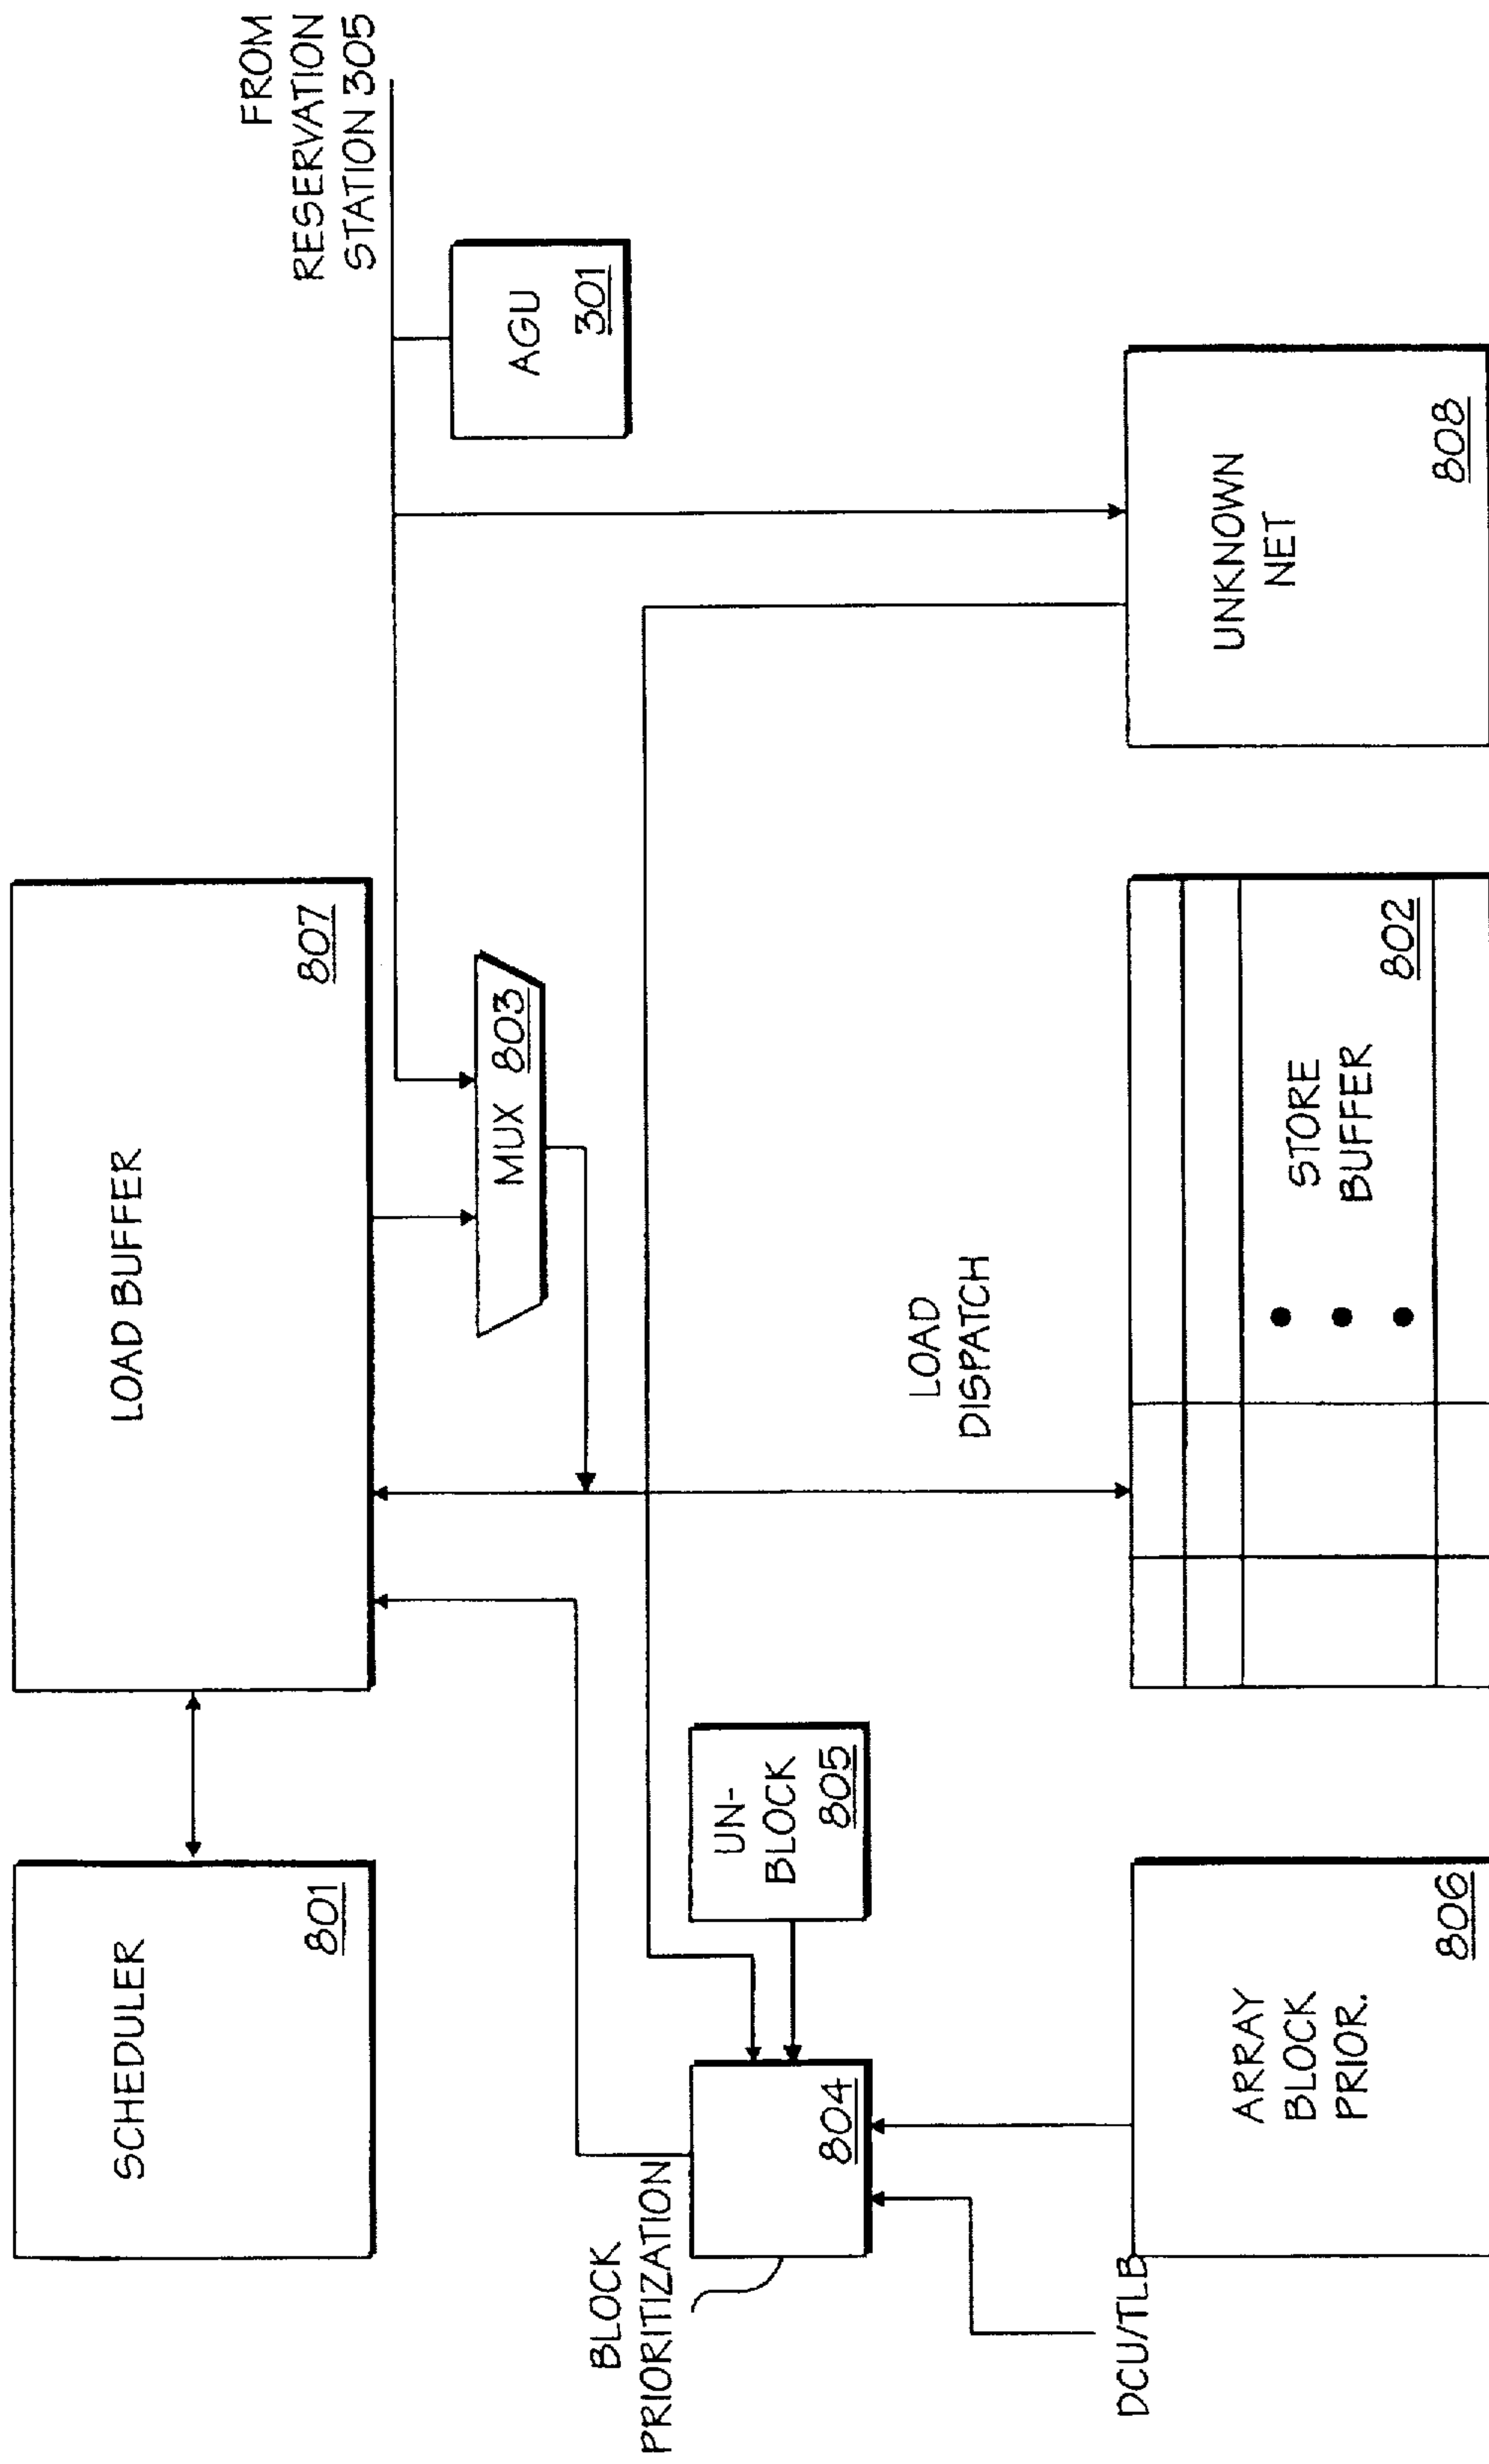 SCHEDULER
801
LOAD BUFFER
807
FROM
RESERVATION
STATION 305
AGU
301
MUX 803
BLOCK
PRIORITIZATION
804
UN-
BLOCK
805
LOAD
DISPATCH
DCU/TLB
ARRAY
BLOCK
PRIOR.
806
STORE
BUFFER
802
UNKNOWN
NET
808